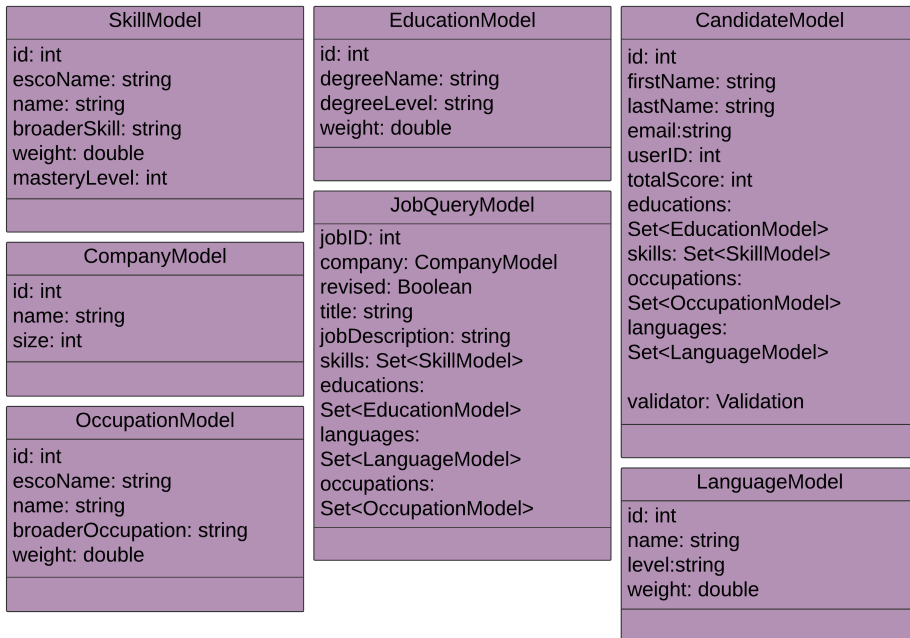 SkillModel
id: int
escoName: string
name: string
broaderSkill: string
weight: double
masteryLevel: int
CompanyModel
id: int
name: string
size: int
OccupationModel
id: int
escoName: string
name: string
broaderOccupation: string
weight: double
EducationModel
id: int
degreeName: string
degreeLevel: string
weight: double
JobQueryModel
jobID: int
company: CompanyModel
revised: Boolean
title: string
jobDescription: string
skills: Set<SkillModel>
educations:
Set<EducationModel>
languages:
Set<LanguageModel>
occupations:
Set<OccupationModel>
CandidateModel
id: int
firstName: string
lastName: string
email:string
userID: int
totalScore: int
educations:
Set<EducationModel>
skills: Set<SkillModel>
occupations:
Set<OccupationModel>
languages:
Set<LanguageModel>
validator: Validation
LanguageModel
id: int
name: string
level:string
weight: double